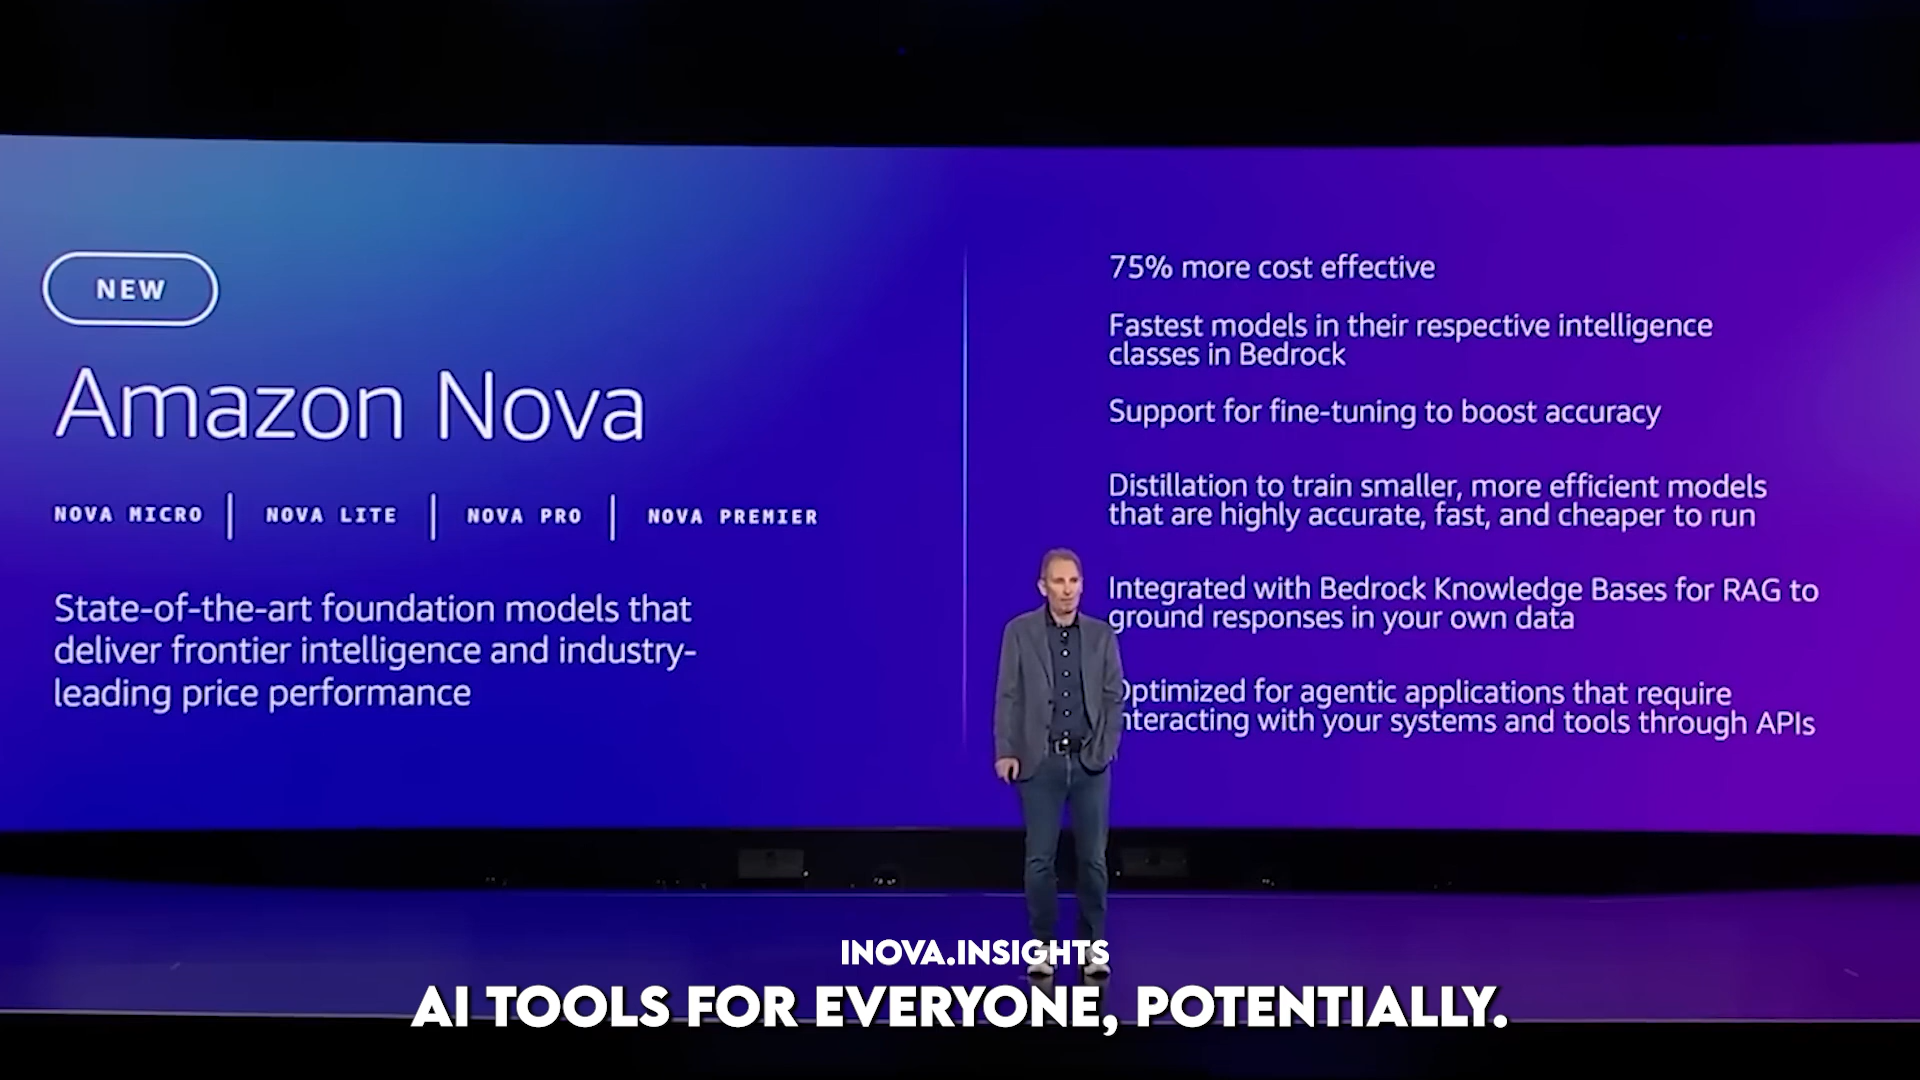 NEW
Amazon Nova
NOVA MICRO | NOVA LITE | NOVA PRO | NOVA PREMIER
State-of-the-art foundation models that
deliver frontier intelligence and industry-
leading price performance
75% more cost effective
Fastest models in their respective intelligence
classes in Bedrock
Support for fine-tuning to boost accuracy
Distillation to train smaller, more efficient models
that are highly accurate, fast, and cheaper to run
Integrated with Bedrock Knowledge Bases for RAG to
ground responses in your own data
Optimized for agentic applications that require
interacting with your systems and tools through APIs
INOVA.INSIGHTS
AI TOOLS FOR EVERYONE, POTENTIALLY.